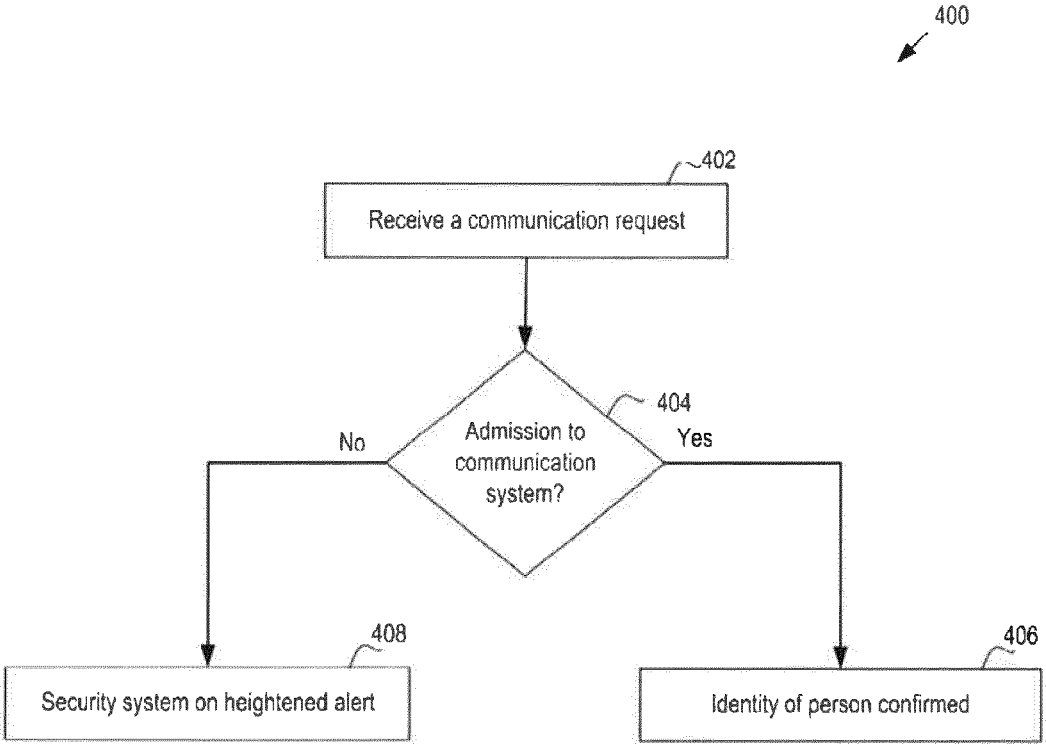 400
402
Receive a communication request
404
Admission to
communication
system?
No
Yes
408
Security system on heightened alert
406
Identity of person confirmed